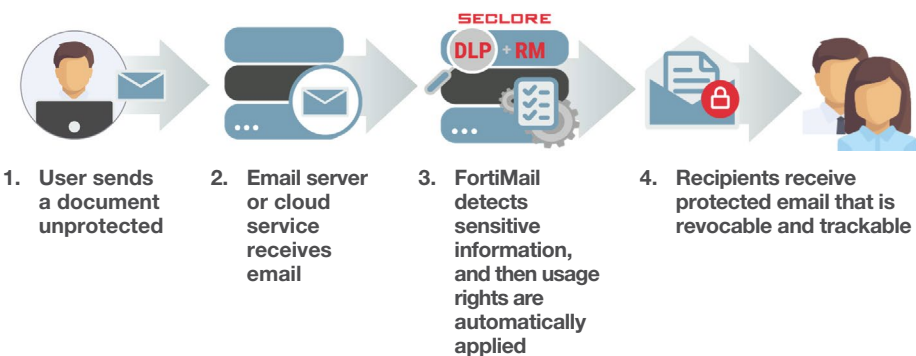 SECLORE
DLP + RM
1. User sends
a document
unprotected
2. Email server
or cloud
service
receives
email
3. FortiMail
detects
sensitive
information,
and then usage
rights are
automatically
applied
4. Recipients receive
protected email that is
revocable and trackable